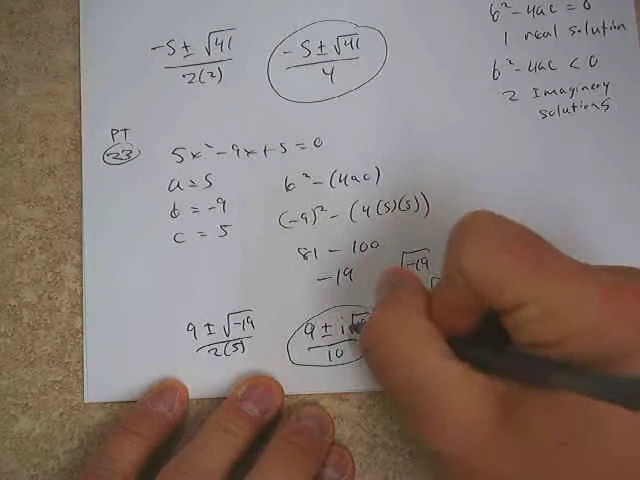 b² - 4ac = 0
1 real solution
b² - 4ac < 0
2 Imaginery
solutions
-5 ± √41
2(2)
-5 ± √41
4
PT
23
5x² - 9x + 5 = 0
a = 5
b = -9
c = 5
b² - (4ac)
(-9)² - (4(5)(5))
81 - 100
-19
√-19
9 ± √-19
2(5)
9 ± i√
10